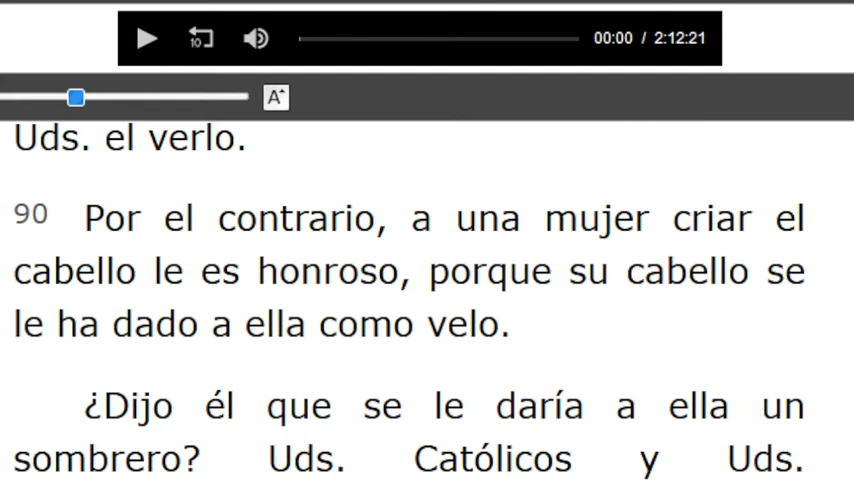 10
00:00 / 2:12:21
A+
Uds. el verlo.
90 Por el contrario, a una mujer criar el
cabello le es honroso, porque su cabello se
le ha dado a ella como velo.
¿Dijo él que se le daría a ella un
sombrero? Uds. Católicos y Uds.